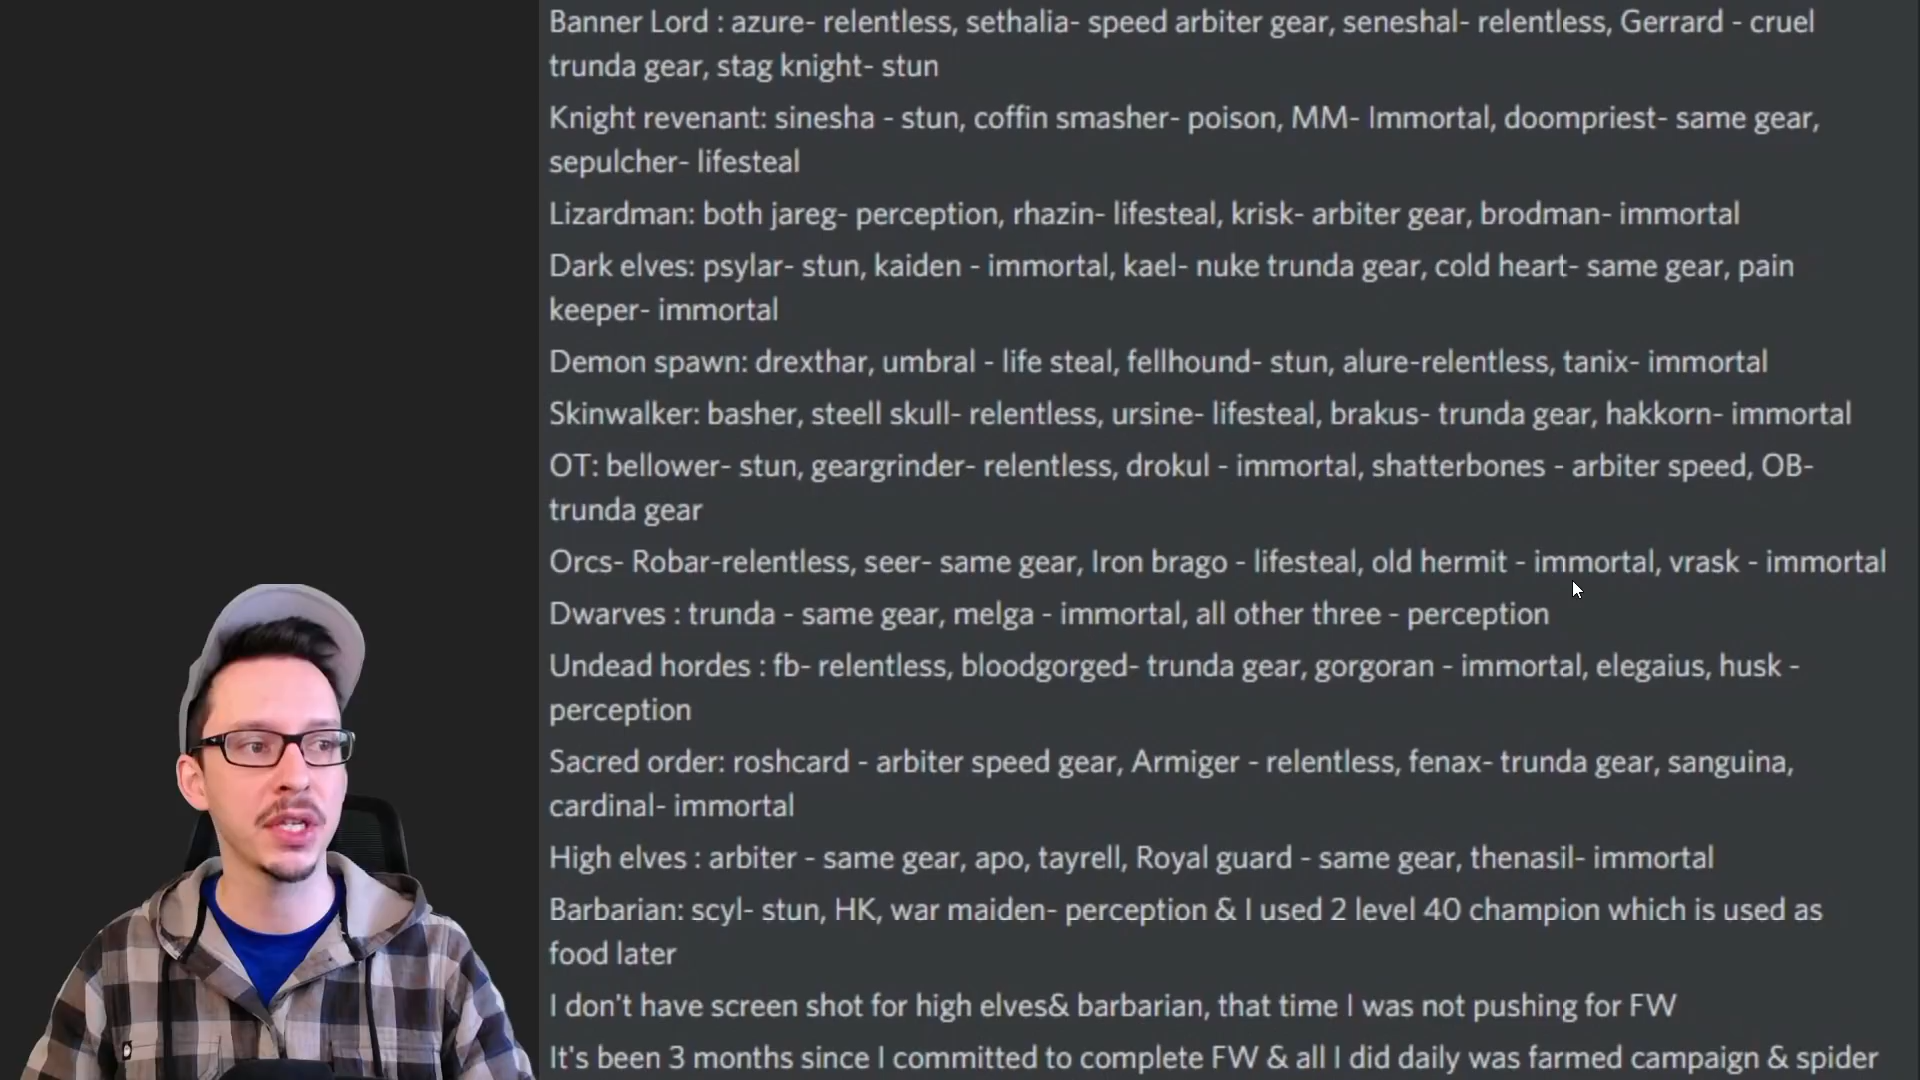 Banner Lord : azure- relentless, sethalia- speed arbiter gear, seneshal- relentless, Gerrard - cruel
trunda gear, stag knight- stun
Knight revenant: sinesha - stun, coffin smasher- poison, MM- Immortal, doompriest- same gear,
sepulcher- lifesteal
Lizardman: both jareg- perception, rhazin- lifesteal, krisk- arbiter gear, brodman- immortal
Dark elves: psylar- stun, kaiden - immortal, kael- nuke trunda gear, cold heart- same gear, pain
keeper- immortal
Demon spawn: drexthar, umbral - life steal, fellhound- stun, alure-relentless, tanix- immortal
Skinwalker: basher, steell skull- relentless, ursine- lifesteal, brakus- trunda gear, hakkorn- immortal
OT: bellower- stun, geargrinder- relentless, drokul - immortal, shatterbones - arbiter speed, OB-
trunda gear
Orcs- Robar-relentless, seer- same gear, Iron brago - lifesteal, old hermit - immortal, vrask - immortal
Dwarves : trunda - same gear, melga - immortal, all other three - perception
Undead hordes : fb- relentless, bloodgorged- trunda gear, gorgoran - immortal, elegaius, husk -
perception
Sacred order: roshcard - arbiter speed gear, Armiger - relentless, fenax- trunda gear, sanguina,
cardinal- immortal
High elves : arbiter - same gear, apo, tayrell, Royal guard - same gear, thenasil- immortal
Barbarian: scyl- stun, HK, war maiden- perception & I used 2 level 40 champion which is used as
food later
I don't have screen shot for high elves& barbarian, that time I was not pushing for FW
It's been 3 months since I committed to complete FW & all I did daily was farmed campaign & spider